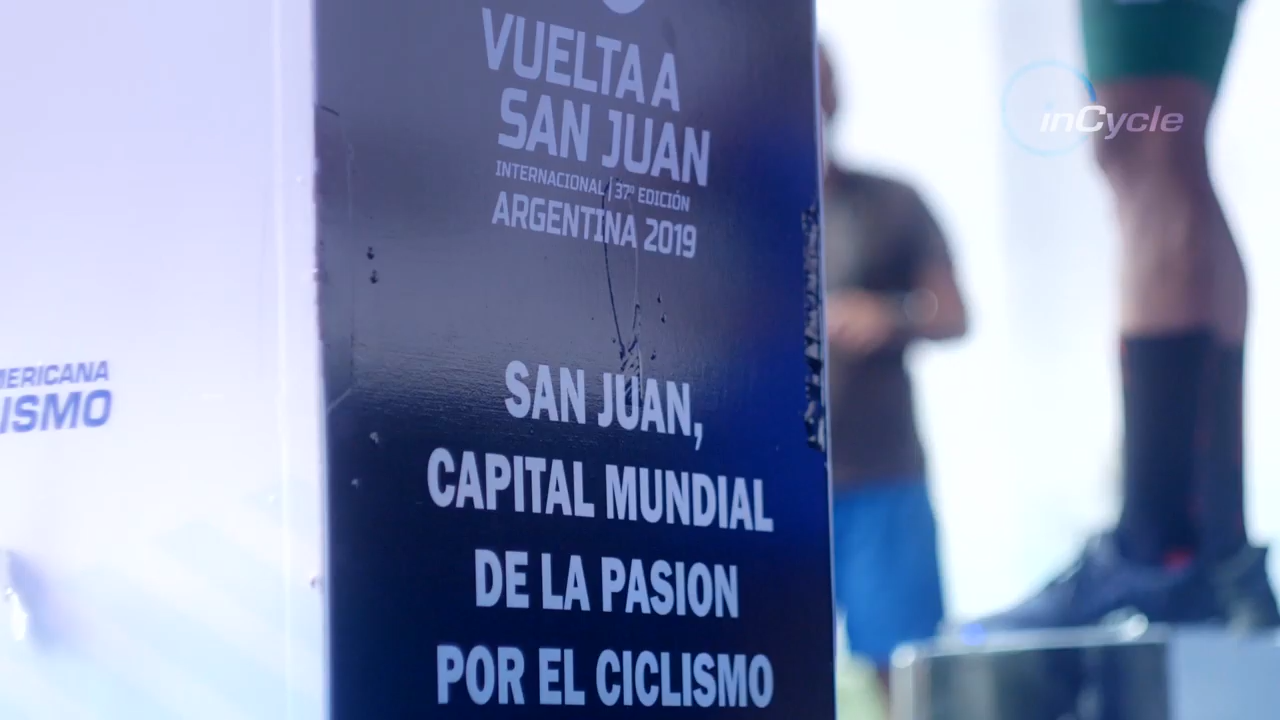 VUELTA A
SAN JUAN
INTERNACIONAL | 37º EDICIÓN
ARGENTINA 2019
SAN JUAN,
CAPITAL MUNDIAL
DE LA PASION
POR EL CICLISMO
MERICANA
ISMO
inCycle